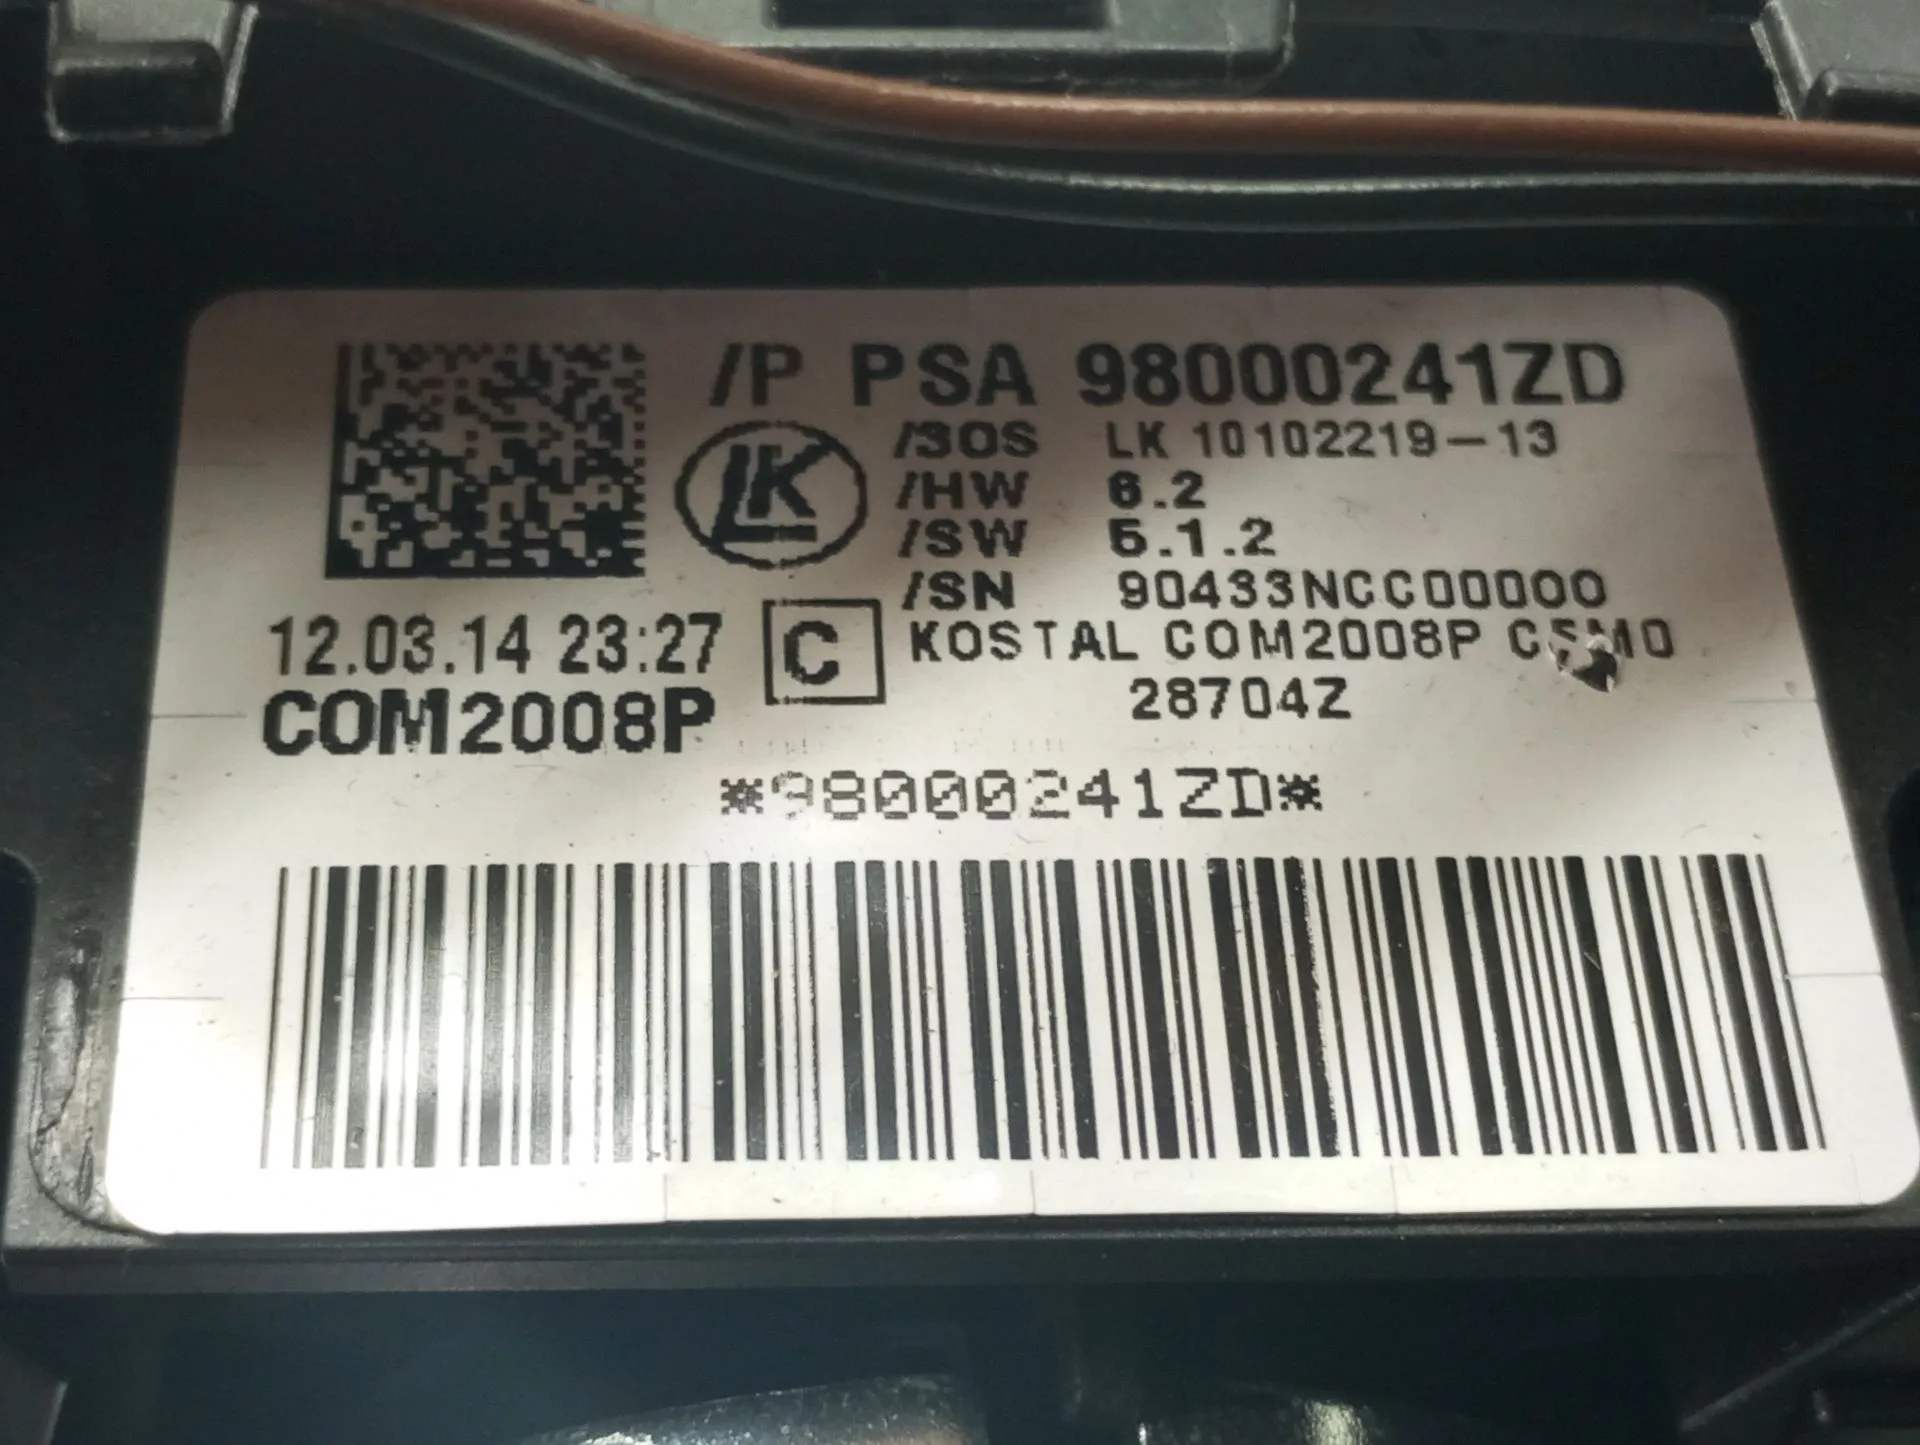 /P PSA 98000241ZD
LK
/3OS LK 10102219-13
/HW 6.2
/SW 5.1.2
/SN 90433NCC00000
12.03.14 23:27
C
KOSTAL COM2008P
COM2008P
28704Z
*98000241ZD*